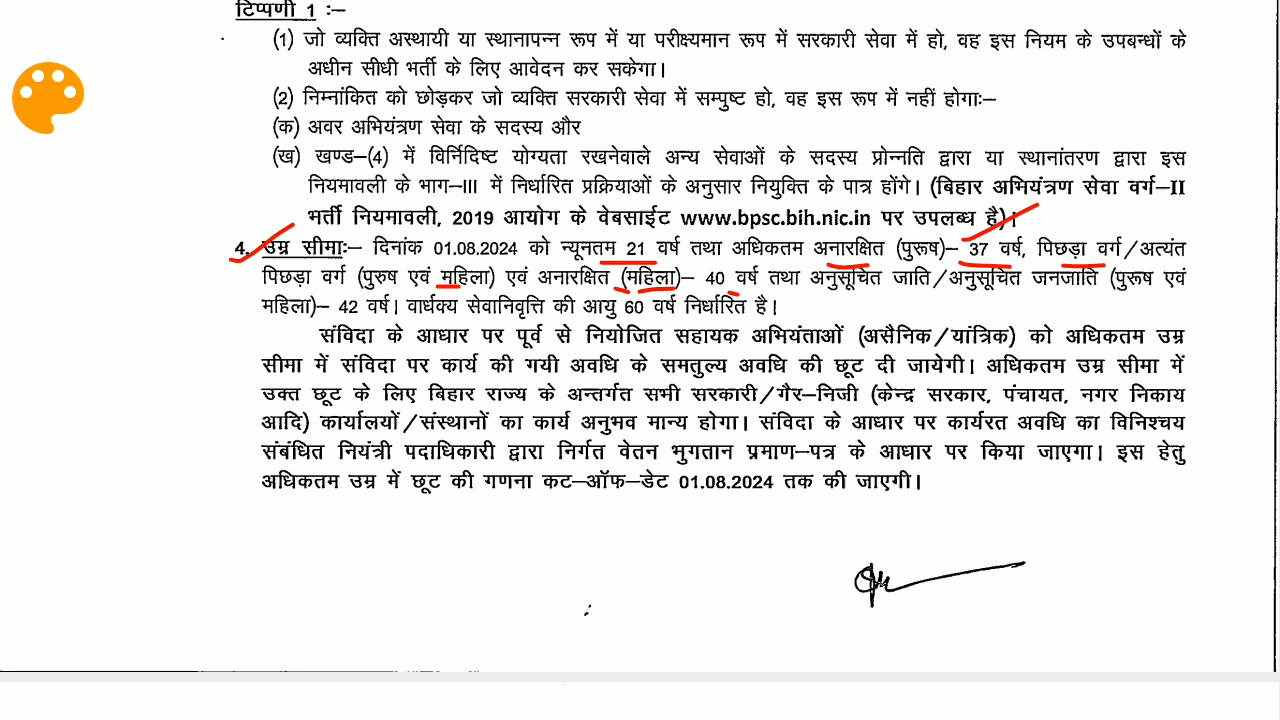 टिप्पणी 1 :–
(1) जो व्यक्ति अस्थायी या स्थानापन्न रूप में या परीक्ष्यमान रूप में सरकारी सेवा में हो, वह इस नियम के उपबन्धों के
अधीन सीधी भर्ती के लिए आवेदन कर सकेगा।
(2) निम्नांकित को छोड़कर जो व्यक्ति सरकारी सेवा में सम्पुष्ट हो, वह इस रूप में नहीं होगाः–
(क) अवर अभियंत्रण सेवा के सदस्य और
(ख) खण्ड–(4) में विर्निदिष्ट योग्यता रखनेवाले अन्य सेवाओं के सदस्य प्रोन्नति द्वारा या स्थानांतरण द्वारा इस
नियमावली के भाग–III में निर्धारित प्रक्रियाओं के अनुसार नियुक्ति के पात्र होंगे। (बिहार अभियंत्रण सेवा वर्ग–II
भर्ती नियमावली, 2019 आयोग के वेबसाईट www.bpsc.bih.nic.in पर उपलब्ध है)।
4. उम्र सीमाः– दिनांक 01.08.2024 को न्यूनतम 21 वर्ष तथा अधिकतम अनारक्षित (पुरूष)– 37 वर्ष, पिछड़ा वर्ग/अत्यंत
पिछड़ा वर्ग (पुरुष एवं महिला) एवं अनारक्षित (महिला)– 40 वर्ष तथा अनुसूचित जाति/अनुसूचित जनजाति (पुरूष एवं
महिला)– 42 वर्ष। वार्धक्य सेवानिवृत्ति की आयु 60 वर्ष निर्धारित है।
संविदा के आधार पर पूर्व से नियोजित सहायक अभियंताओं (असैनिक/यांत्रिक) को अधिकतम उम्र
सीमा में संविदा पर कार्य की गयी अवधि के समतुल्य अवधि की छूट दी जायेगी। अधिकतम उम्र सीमा में
उक्त छूट के लिए बिहार राज्य के अन्तर्गत सभी सरकारी/गैर–निजी (केन्द्र सरकार, पंचायत, नगर निकाय
आदि) कार्यालयों/संस्थानों का कार्य अनुभव मान्य होगा। संविदा के आधार पर कार्यरत अवधि का विनिश्चय
संबंधित नियंत्री पदाधिकारी द्वारा निर्गत वेतन भुगतान प्रमाण–पत्र के आधार पर किया जाएगा। इस हेतु
अधिकतम उम्र में छूट की गणना कट–ऑफ–डेट 01.08.2024 तक की जाएगी।